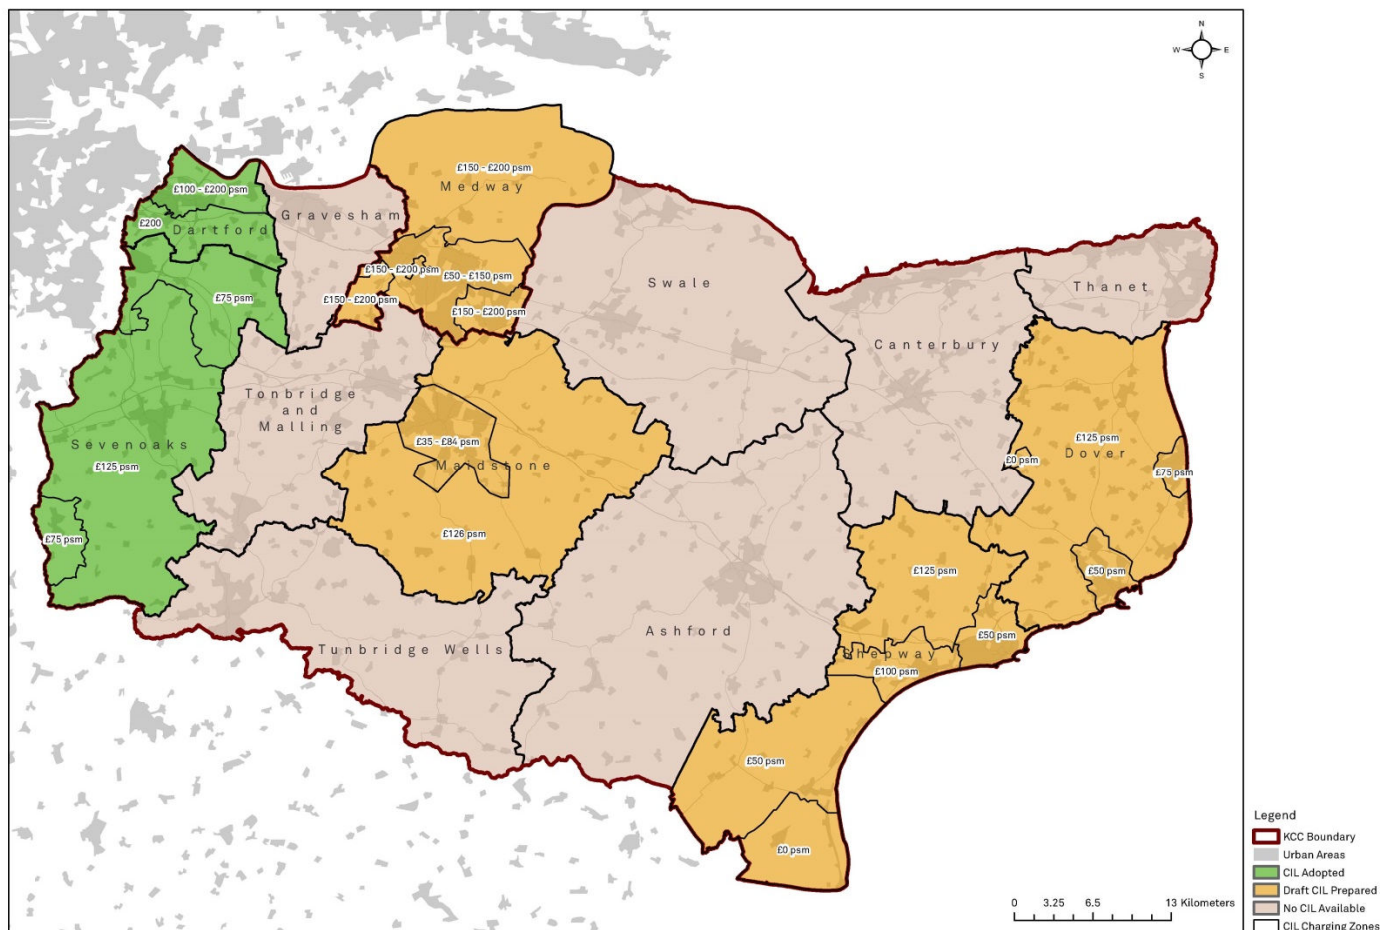 N
W E
S
£150 - £200 psm
Medway
£100 - £200 psm
Gravesham
£200
Dartford
£150 - £200 psm
£50 - £150 psm
Swale
Thanet
£75 psm
£150 - £200 psm
£150 - £200 psm
Canterbury
Tonbridge
and
Malling
£35 - £84 psm
£125 psm
Sevenoaks
Dover
£125 psm
Maidstone
£0 psm
£75 psm
£126 psm
£75 psm
£125 psm
£50 psm
Ashford
£50 psm
Tunbridge Wells
Shepway
£100 psm
£50 psm
£0 psm
Legend
KCC Boundary
Urban Areas
CIL Adopted
Draft CIL Prepared
No CIL Available
CIL Charging Zones
0 3.25 6.5 13 Kilometers